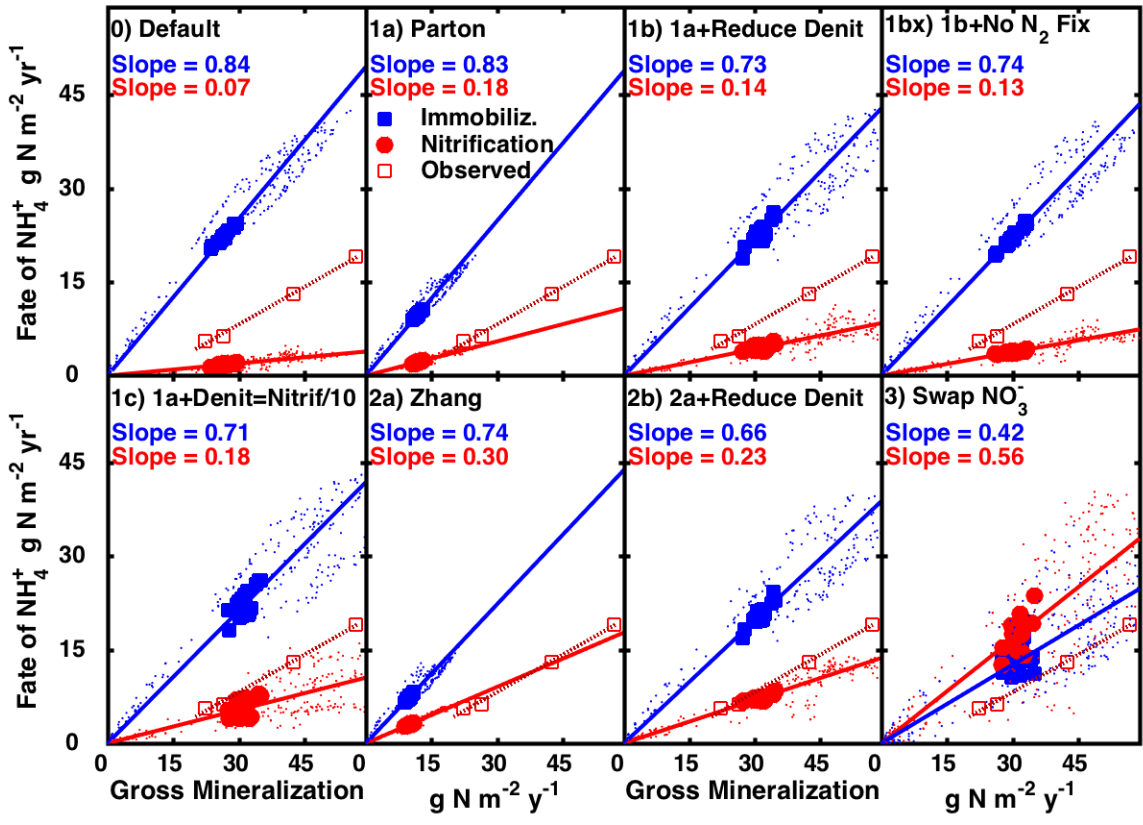 0) Default
Slope = 0.84
Slope = 0.07
1a) Parton
Slope = 0.83
Slope = 0.18
Immobiliz.
Nitrification
Observed
1b) 1a+Reduce Denit
Slope = 0.73
Slope = 0.14
1bx) 1b+No N₂ Fix
Slope = 0.74
Slope = 0.13
45
30
15
0
Fate of NH₄⁺ g N m⁻² yr⁻¹
1c) 1a+Denit=Nitrif/10
Slope = 0.71
Slope = 0.18
2a) Zhang
Slope = 0.74
Slope = 0.30
2b) 2a+Reduce Denit
Slope = 0.66
Slope = 0.23
3) Swap NO₃⁻
Slope = 0.42
Slope = 0.56
45
30
15
0
Fate of NH₄⁺ g N m⁻² yr⁻¹
0 15 30 45 0 15 30 45 0 15 30 45 0 15 30 45
Gross Mineralization g N m⁻² y⁻¹ Gross Mineralization g N m⁻² y⁻¹